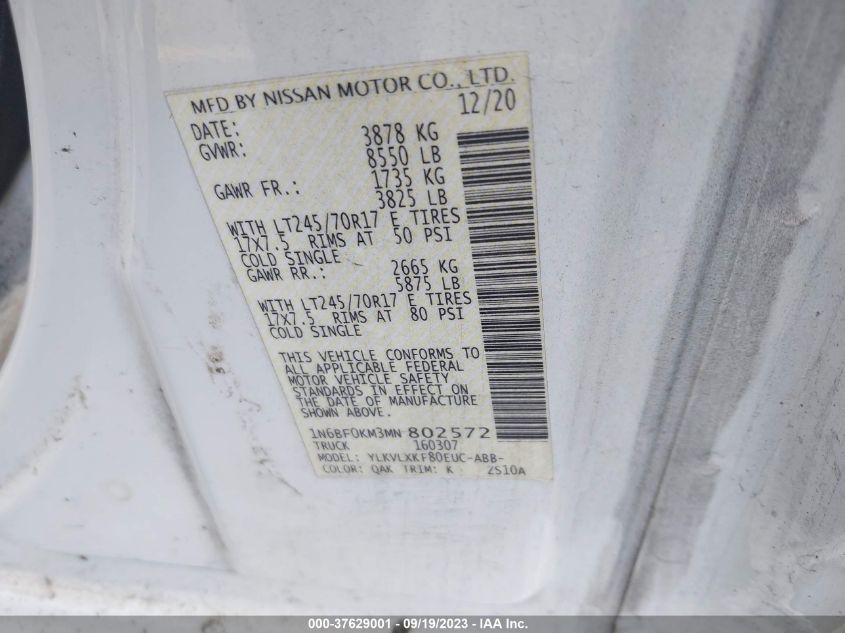 MFD BY NISSAN MOTOR CO., LTD.
DATE: 12/20
GVWR: 3878 KG
8550 LB
GAWR FR.: 1735 KG
3825 LB
WITH LT245/70R17 E TIRES
17X7.5 RIMS AT 50 PSI
COLD SINGLE
GAWR RR.: 2665 KG
5875 LB
WITH LT245/70R17 E TIRES
17X7.5 RIMS AT 80 PSI
COLD SINGLE
THIS VEHICLE CONFORMS TO
ALL APPLICABLE FEDERAL
MOTOR VEHICLE SAFETY
STANDARDS IN EFFECT ON
THE DATE OF MANUFACTURE
SHOWN ABOVE.
1N6BF0KM3MN 802572
TRUCK 160307
MODEL: YLKVLXKF80EUC-ABB-
COLOR: QAK TRIM: K ZS10A
000-37629001 - 09/19/2023 - IAA Inc.